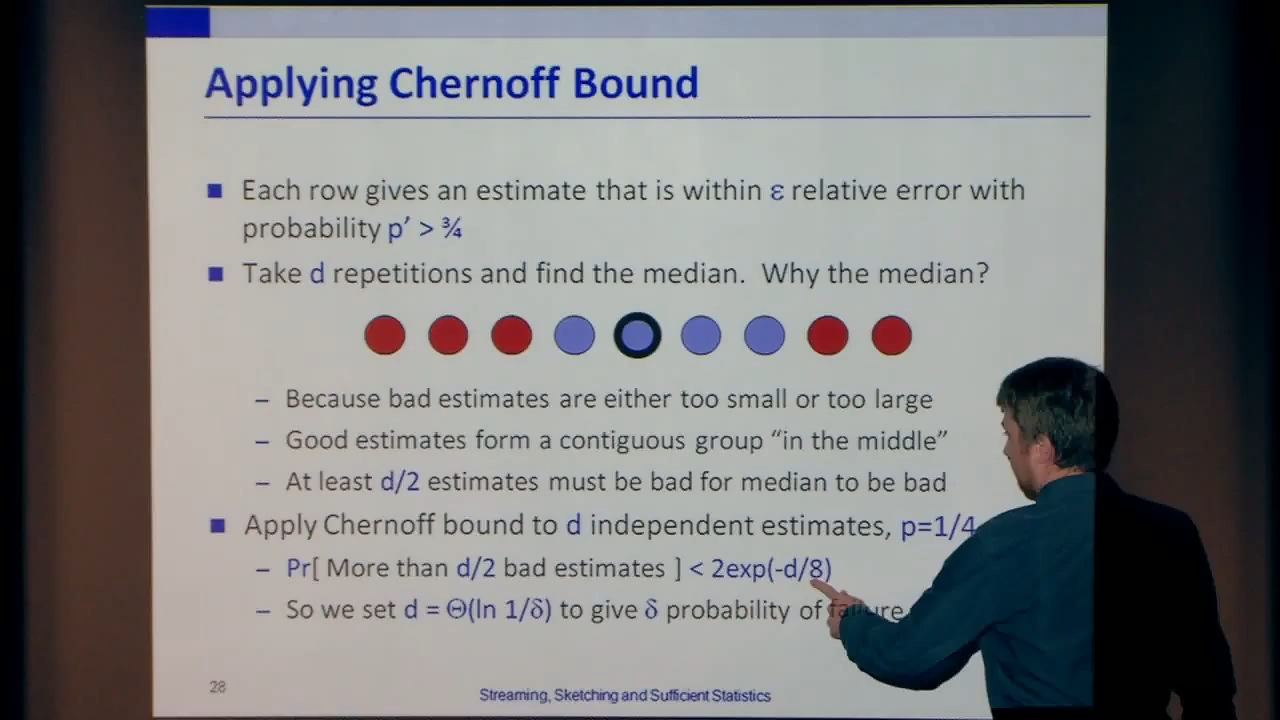 Applying Chernoff Bound
Each row gives an estimate that is within ε relative error with
probability p′ > ¾
Take d repetitions and find the median. Why the median?
– Because bad estimates are either too small or too large
– Good estimates form a contiguous group “in the middle”
– At least d/2 estimates must be bad for median to be bad
Apply Chernoff bound to d independent estimates, p=1/4
– Pr[ More than d/2 bad estimates ] < 2exp(-d/8)
– So we set d = Θ(ln 1/δ) to give δ probability of failure
28
Streaming, Sketching and Sufficient Statistics